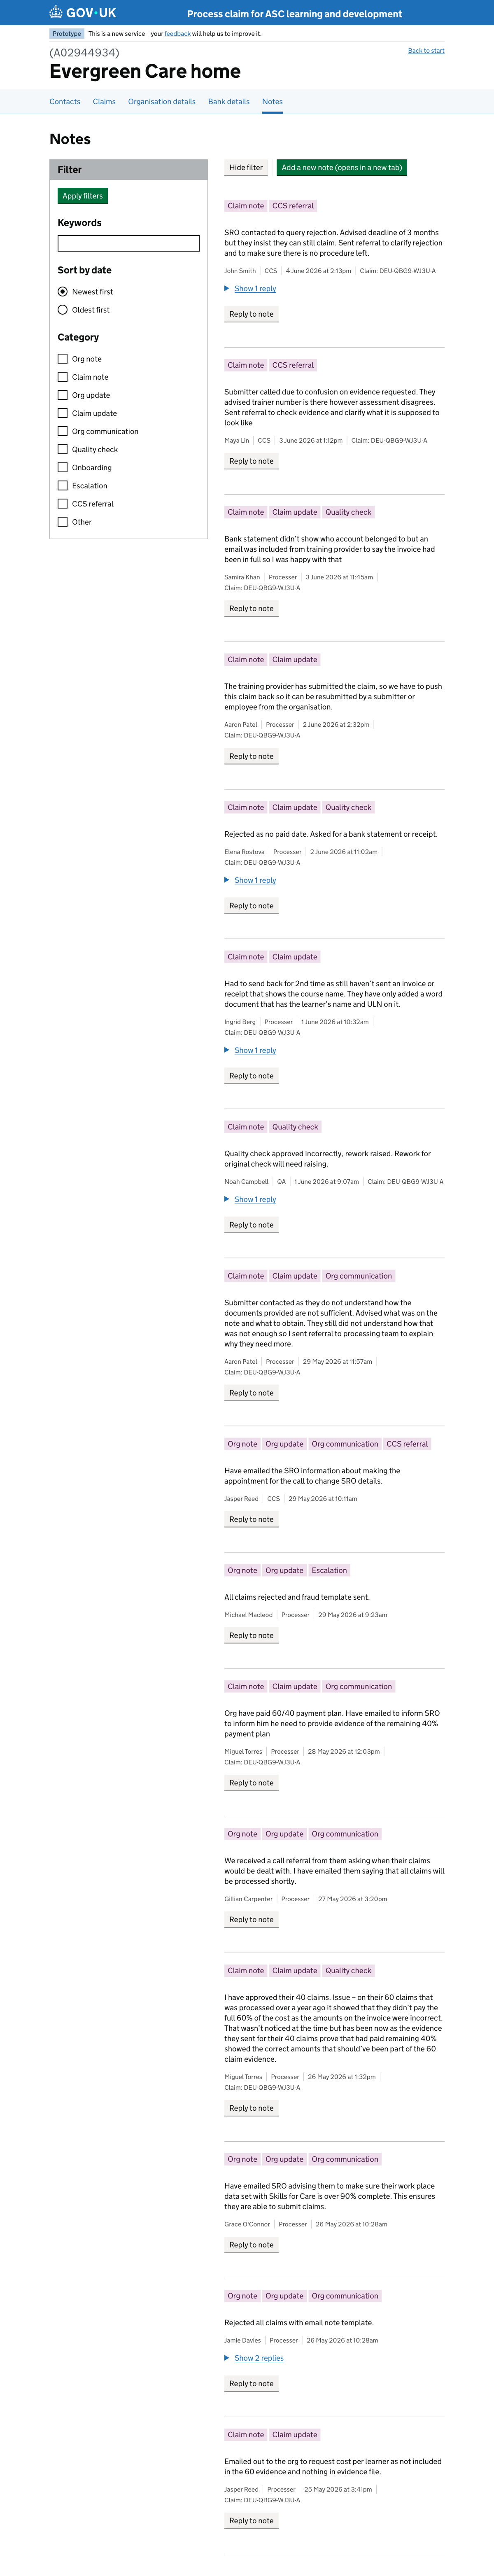 GOV·UK
Process claim for ASC learning and development
Prototype
This is a new service – your feedback will help us to improve it.
(A02944934)
Back to start
Evergreen Care home
Contacts
Claims
Organisation details
Bank details
Notes
Notes
Filter
Apply filters
Keywords
Sort by date
Newest first
Oldest first
Category
Org note
Claim note
Org update
Claim update
Org communication
Quality check
Onboarding
Escalation
CCS referral
Other
Hide filter
Add a new note (opens in a new tab)
Claim note CCS referral
SRO contacted to query rejection. Advised deadline of 3 months
but they insist they can still claim. Sent referral to clarify rejection
and to make sure there is no procedure left.
John Smith CCS 4 June 2026 at 2:13pm Claim: DEU-QBG9-WJ3U-A
Show 1 reply
Reply to note
Claim note CCS referral
Submitter called due to confusion on evidence requested. They
advised trainer number is there however assessment disagrees.
Sent referral to check evidence and clarify what it is supposed to
look like
Maya Lin CCS 3 June 2026 at 1:12pm Claim: DEU-QBG9-WJ3U-A
Reply to note
Claim note Claim update Quality check
Bank statement didn't show who account belonged to but an
email was included from training provider to say the invoice had
been in full so I was happy with that
Samira Khan Processer 3 June 2026 at 11:45am
Claim: DEU-QBG9-WJ3U-A
Reply to note
Claim note Claim update
The training provider has submitted the claim, so we have to push
this claim back so it can be resubmitted by a submitter or
employee from the organisation.
Aaron Patel Processer 2 June 2026 at 2:32pm
Claim: DEU-QBG9-WJ3U-A
Reply to note
Claim note Claim update Quality check
Rejected as no paid date. Asked for a bank statement or receipt.
Elena Rostova Processer 2 June 2026 at 11:02am
Claim: DEU-QBG9-WJ3U-A
Show 1 reply
Reply to note
Claim note Claim update
Had to send back for 2nd time as still haven't sent an invoice or
receipt that shows the course name. They have only added a word
document that has the learner's name and ULN on it.
Ingrid Berg Processer 1 June 2026 at 10:32am
Claim: DEU-QBG9-WJ3U-A
Show 1 reply
Reply to note
Claim note Quality check
Quality check approved incorrectly, rework raised. Rework for
original check will need raising.
Noah Campbell QA 1 June 2026 at 9:07am Claim: DEU-QBG9-WJ3U-A
Show 1 reply
Reply to note
Claim note Claim update Org communication
Submitter contacted as they do not understand how the
documents provided are not sufficient. Advised what was on the
note and what to obtain. They still did not understand how that
was not enough so I sent referral to processing team to explain
why they need more.
Aaron Patel Processer 29 May 2026 at 11:57am
Claim: DEU-QBG9-WJ3U-A
Reply to note
Org note Org update Org communication CCS referral
Have emailed the SRO information about making the
appointment for the call to change SRO details.
Jasper Reed CCS 29 May 2026 at 10:11am
Reply to note
Org note Org update Escalation
All claims rejected and fraud template sent.
Michael Macleod Processer 29 May 2026 at 9:23am
Reply to note
Claim note Claim update Org communication
Org have paid 60/40 payment plan. Have emailed to inform SRO
to inform him he need to provide evidence of the remaining 40%
payment plan
Miguel Torres Processer 28 May 2026 at 12:03pm
Claim: DEU-QBG9-WJ3U-A
Reply to note
Org note Org update Org communication
We received a call referral from them asking when their claims
would be dealt with. I have emailed them saying that all claims will
be processed shortly.
Gillian Carpenter Processer 27 May 2026 at 3:20pm
Reply to note
Claim note Claim update Quality check
I have approved their 40 claims. Issue – on their 60 claims that
was processed over a year ago it showed that they didn't pay the
full 60% of the cost as the amounts on the invoice were incorrect.
That wasn't noticed at the time but has been now as the evidence
they sent for their 40 claims prove that had paid remaining 40%
showed the correct amounts that should've been part of the 60
claim evidence.
Miguel Torres Processer 26 May 2026 at 1:32pm
Claim: DEU-QBG9-WJ3U-A
Reply to note
Org note Org update Org communication
Have emailed SRO advising them to make sure their work place
data set with Skills for Care is over 90% complete. This ensures
they are able to submit claims.
Grace O'Connor Processer 26 May 2026 at 10:28am
Reply to note
Org note Org update Org communication
Rejected all claims with email note template.
Jamie Davies Processer 26 May 2026 at 10:28am
Show 2 replies
Reply to note
Claim note Claim update
Emailed out to the org to request cost per learner as not included
in the 60 evidence and nothing in evidence file.
Jasper Reed Processer 25 May 2026 at 3:41pm
Claim: DEU-QBG9-WJ3U-A
Reply to note